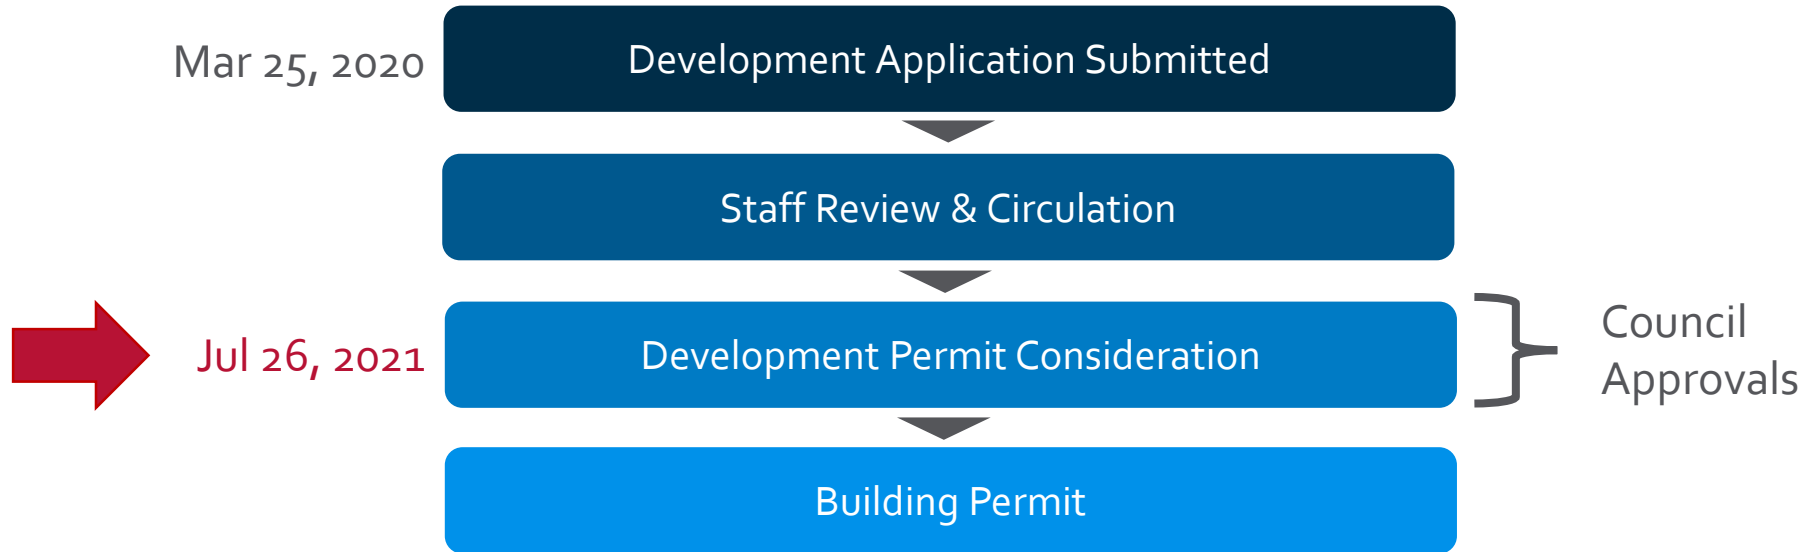 Mar 25, 2020
Development Application Submitted
Staff Review & Circulation
Jul 26, 2021
Development Permit Consideration
Council
Approvals
Building Permit